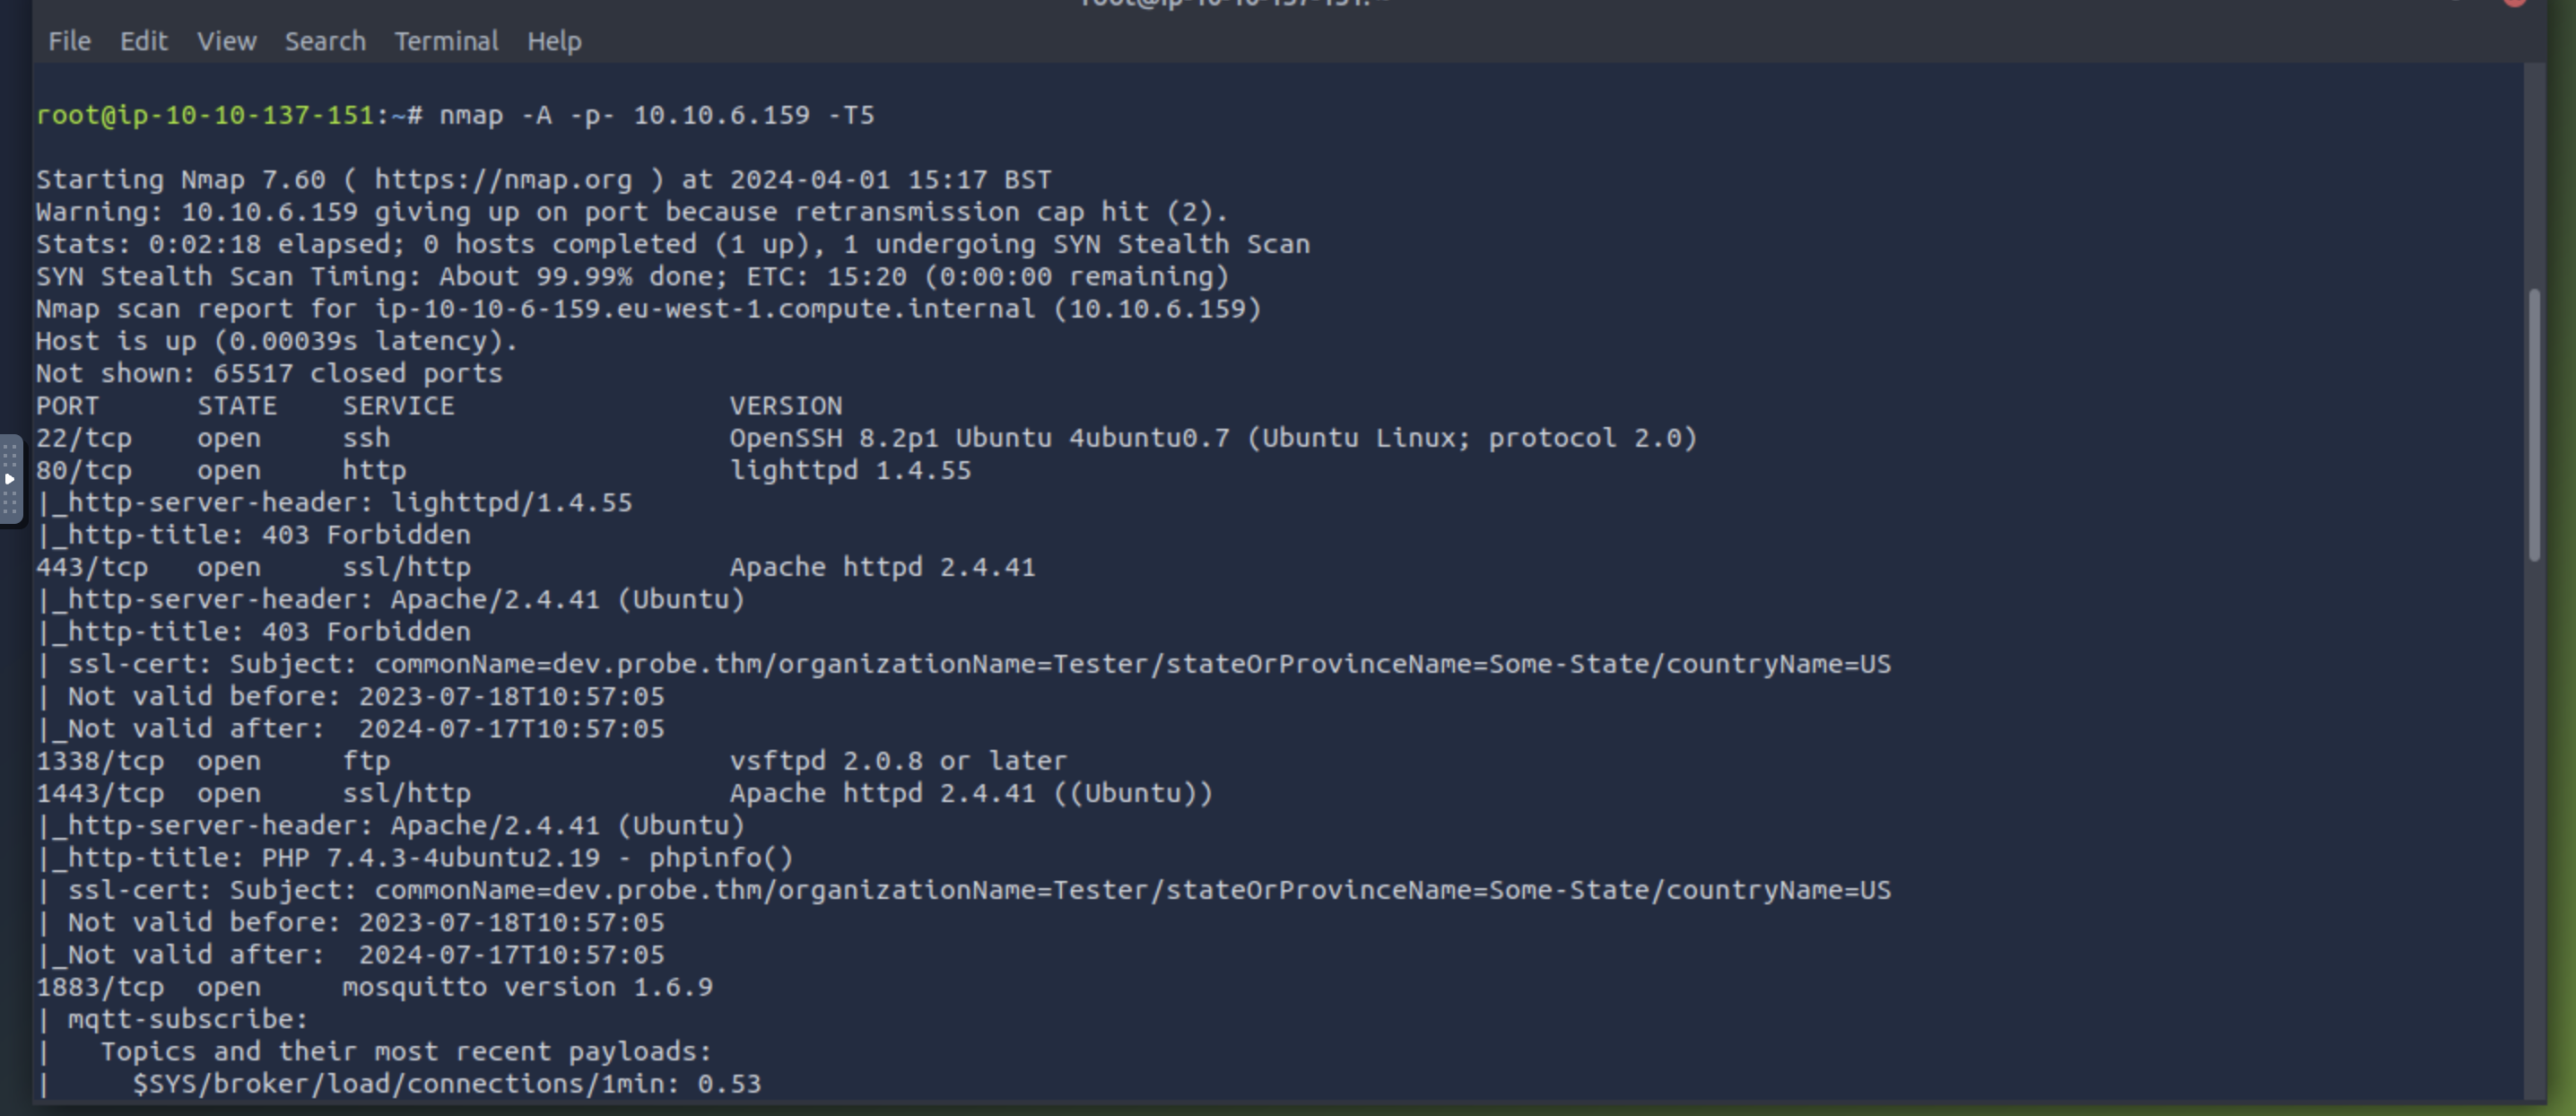 File Edit View Search Terminal Help
root@ip-10-10-137-151:~# nmap -A -p- 10.10.6.159 -T5
Starting Nmap 7.60 ( https://nmap.org ) at 2024-04-01 15:17 BST
Warning: 10.10.6.159 giving up on port because retransmission cap hit (2).
Stats: 0:02:18 elapsed; 0 hosts completed (1 up), 1 undergoing SYN Stealth Scan
SYN Stealth Scan Timing: About 99.99% done; ETC: 15:20 (0:00:00 remaining)
Nmap scan report for ip-10-10-6-159.eu-west-1.compute.internal (10.10.6.159)
Host is up (0.00039s latency).
Not shown: 65517 closed ports
PORT     STATE    SERVICE                 VERSION
22/tcp    open     ssh                     OpenSSH 8.2p1 Ubuntu 4ubuntu0.7 (Ubuntu Linux; protocol 2.0)
80/tcp    open     http                    lighttpd 1.4.55
|_http-server-header: lighttpd/1.4.55
|_http-title: 403 Forbidden
443/tcp   open     ssl/http                Apache httpd 2.4.41
|_http-server-header: Apache/2.4.41 (Ubuntu)
|_http-title: 403 Forbidden
| ssl-cert: Subject: commonName=dev.probe.thm/organizationName=Tester/stateOrProvinceName=Some-State/countryName=US
| Not valid before: 2023-07-18T10:57:05
|_Not valid after:  2024-07-17T10:57:05
1338/tcp  open     ftp                     vsftpd 2.0.8 or later
1443/tcp  open     ssl/http                Apache httpd 2.4.41 ((Ubuntu))
|_http-server-header: Apache/2.4.41 (Ubuntu)
|_http-title: PHP 7.4.3-4ubuntu2.19 - phpinfo()
| ssl-cert: Subject: commonName=dev.probe.thm/organizationName=Tester/stateOrProvinceName=Some-State/countryName=US
| Not valid before: 2023-07-18T10:57:05
|_Not valid after:  2024-07-17T10:57:05
1883/tcp  open     mosquitto version 1.6.9
| mqtt-subscribe:
|   Topics and their most recent payloads:
|     $SYS/broker/load/connections/1min: 0.53